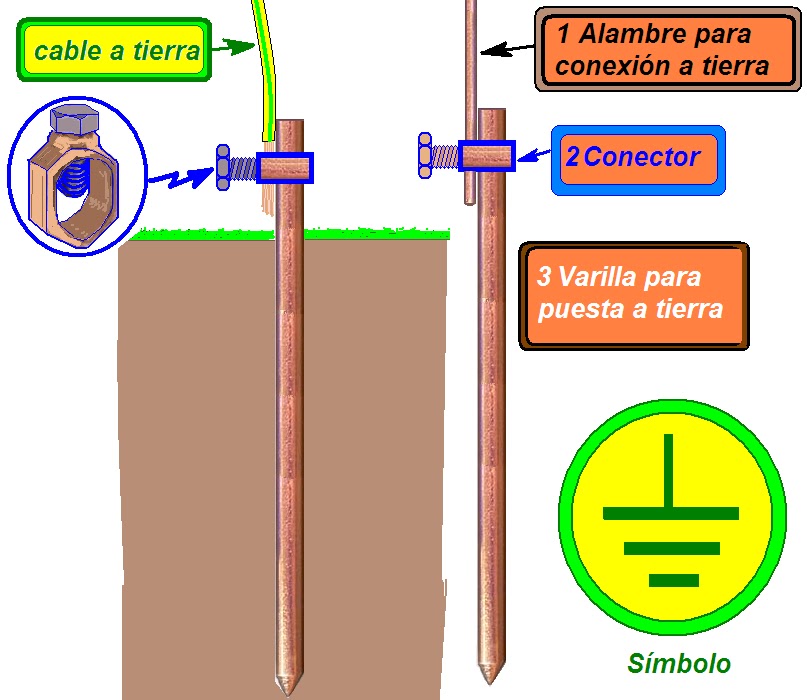 cable a tierra
1 Alambre para
conexión a tierra
2 Conector
3 Varilla para
puesta a tierra
Símbolo